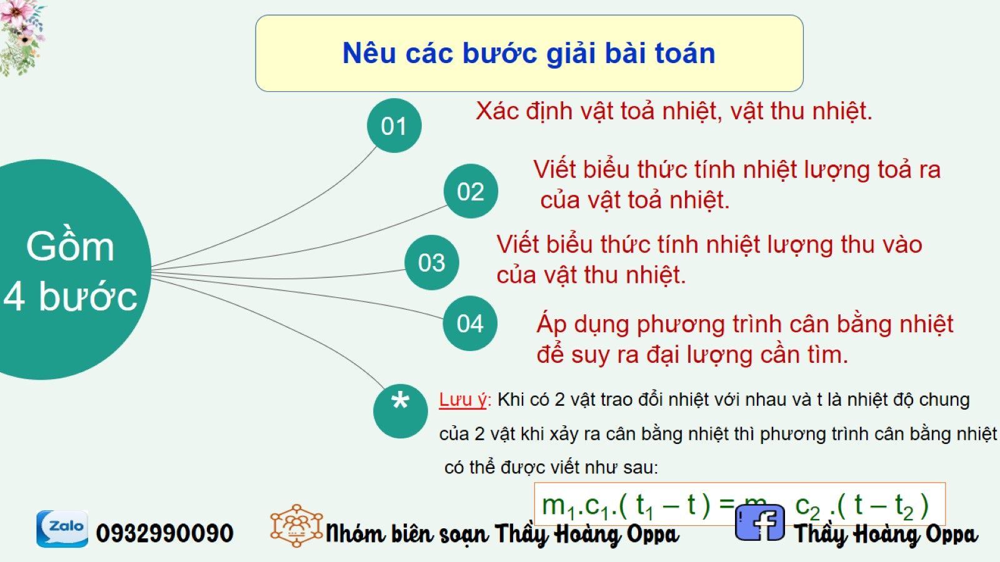 Nêu các bước giải bài toán
Gồm
4 bước
01
Xác định vật toả nhiệt, vật thu nhiệt.
02
Viết biểu thức tính nhiệt lượng toả ra
của vật toả nhiệt.
03
Viết biểu thức tính nhiệt lượng thu vào
của vật thu nhiệt.
04
Áp dụng phương trình cân bằng nhiệt
để suy ra đại lượng cần tìm.
*
Lưu ý: Khi có 2 vật trao đổi nhiệt với nhau và t là nhiệt độ chung
của 2 vật khi xảy ra cân bằng nhiệt thì phương trình cân bằng nhiệt
có thể được viết như sau:
m₁.c₁.( t₁ – t ) = m c₂ .( t – t₂ )
Zalo 0932990090
Nhóm biên soạn Thầy Hoàng Oppa
f Thầy Hoàng Oppa